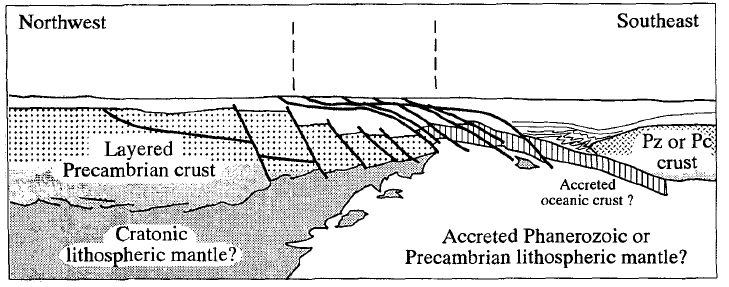 Northwest
Southeast
Layered
Precambrian crust
Pz or Pc
crust
Accreted
oceanic crust ?
Cratonic
lithospheric mantle?
Accreted Phanerozoic or
Precambrian lithospheric mantle?